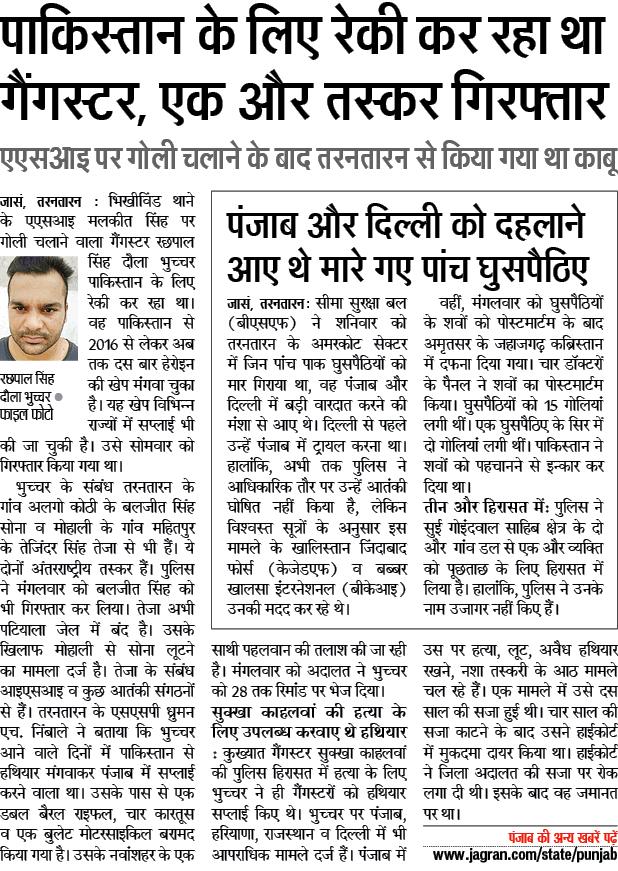 पाकिस्तान के लिए रेकी कर रहा था
गैंगस्टर, एक और तस्कर गिरफ्तार
एएसआइ पर गोली चलाने के बाद तरनतारन से किया गया था काबू
जासं, तरनतारन : भिखीविंड थाने
के एएसआइ मलकीत सिंह पर
गोली चलाने वाला गैंगस्टर रछपाल
सिंह दौला भुच्चर
पाकिस्तान के लिए
रेकी कर रहा था।
वह पाकिस्तान से
2016 से लेकर अब
तक दस बार हेरोइन
की खेप मंगवा चुका
है। यह खेप विभिन्न
राज्यों में सप्लाई भी
रछपाल सिंह
दौला भुच्चर ●
फाइल फोटो
की जा चुकी है। उसे सोमवार को
गिरफ्तार किया गया था।
भुच्चर के संबंध तरनतारन के
गांव अलगो कोठी के बलजीत सिंह
सोना व मोहाली के गांव महितपुर
के तेजिंदर सिंह तेजा से भी हैं। ये
दोनों अंतराष्ट्रीय तस्कर हैं। पुलिस
ने मंगलवार को बलजीत सिंह को
भी गिरफ्तार कर लिया। तेजा अभी
पटियाला जेल में बंद है। उसके
खिलाफ मोहाली से सोना लूटने
का मामला दर्ज है। तेजा के संबंध
आइएसआइ व कुछ आतंकी संगठनों
से हैं। तरनतारन के एसएसपी ध्रुमन
एच. निंबाले ने बताया कि भुच्चर
आने वाले दिनों में पाकिस्तान से
हथियार मंगवाकर पंजाब में सप्लाई
करने वाला था। उसके पास से एक
डबल बैरल राइफल, चार कारतूस
व एक बुलेट मोटरसाइकिल बरामद
किया गया है। उसके नवांशहर के एक
पंजाब और दिल्ली को दहलाने
आए थे मारे गए पांच घुसपैठिए
जासं, तरनतारन: सीमा सुरक्षा बल
(बीएसएफ) ने शनिवार को
तरनतारन के अमरकोट सेक्टर
में जिन पांच पाक घुसपैठियों को
मार गिराया था, वह पंजाब और
दिल्ली में बड़ी वारदात करने की
मंशा से आए थे। दिल्ली से पहले
उन्हें पंजाब में ट्रायल करना था।
हालांकि, अभी तक पुलिस ने
आधिकारिक तौर पर उन्हें आतंकी
घोषित नहीं किया है, लेकिन
विश्वस्त सूत्रों के अनुसार इस
मामले के खालिस्तान जिंदाबाद
फोर्स (केजेडएफ) व बब्बर
खालसा इंटरनेशनल (बीकेआइ)
उनकी मदद कर रहे थे।
वहीं, मंगलवार को घुसपैठियों
के शवों को पोस्टमार्टम के बाद
अमृतसर के जहाजगढ़ कब्रिस्तान
में दफना दिया गया। चार डॉक्टरों
के पैनल ने शवों का पोस्टमार्टम
किया। घुसपैठियों को 15 गोलियां
लगी थीं। एक घुसपैठिए के सिर में
दो गोलियां लगी थीं। पाकिस्तान ने
शवों को पहचानने से इन्कार कर
दिया था।
तीन और हिरासत में: पुलिस ने
सुई गोइंदवाल साहिब क्षेत्र के दो
और गांव डल से एक और व्यक्ति
को पूछताछ के लिए हिरासत में
लिया है। हालांकि, पुलिस ने उनके
नाम उजागर नहीं किए हैं।
साथी पहलवान की तलाश की जा रही
है। मंगलवार को अदालत ने भुच्चर
को 28 तक रिमांड पर भेज दिया।
सुक्खा काहलवां की हत्या के
लिए उपलब्ध करवाए थे हथियार
: कुख्यात गैंगस्टर सुक्खा काहलवां
की पुलिस हिरासत में हत्या के लिए
भुच्चर ने ही गैंगस्टरों को हथियार
सप्लाई किए थे। भुच्चर पर पंजाब,
हरियाणा, राजस्थान व दिल्ली में भी
आपराधिक मामले दर्ज हैं। पंजाब में
उस पर हत्या, लूट, अवैध हथियार
रखने, नशा तस्करी के आठ मामले
चल रहे हैं। एक मामले में उसे दस
साल की सजा हुई थी। चार साल की
सजा काटने के बाद उसने हाईकोर्ट
में मुकदमा दायर किया था। हाईकोर्ट
ने जिला अदालत की सजा पर रोक
लगा दी थी। इसके बाद वह जमानत
पर था।
पंजाब की अन्य खबरें पढ़ें
www.jagran.com/state/punjab